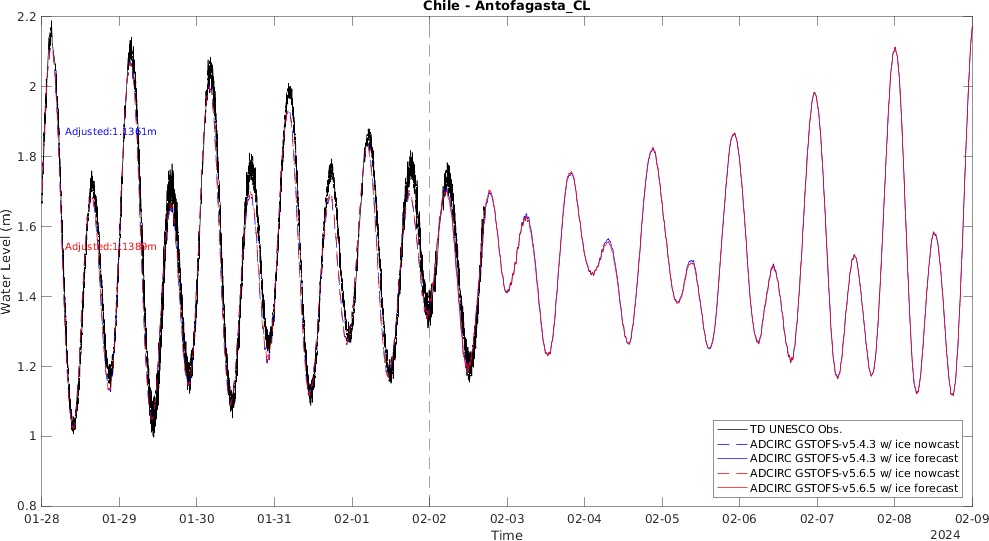 Chile - Antofagasta_CL
2.2
2
1.8
1.6
1.4
1.2
1
0.8
Water Level (m)
Adjusted:1.1361m
Adjusted:1.1389m
TD UNESCO Obs.
ADCIRC GSTOFS-v5.4.3 w/ ice nowcast
ADCIRC GSTOFS-v5.4.3 w/ ice forecast
ADCIRC GSTOFS-v5.6.5 w/ ice nowcast
ADCIRC GSTOFS-v5.6.5 w/ ice forecast
01-28 01-29 01-30 01-31 02-01 02-02 02-03 02-04 02-05 02-06 02-07 02-08 02-09
Time
2024